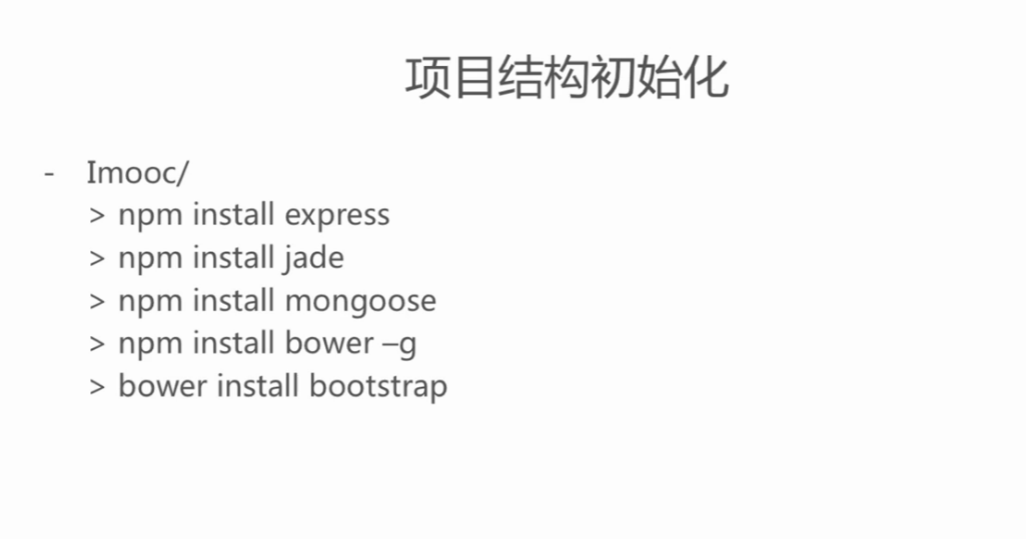 项目结构初始化
- Imooc/
> npm install express
> npm install jade
> npm install mongoose
> npm install bower –g
> bower install bootstrap